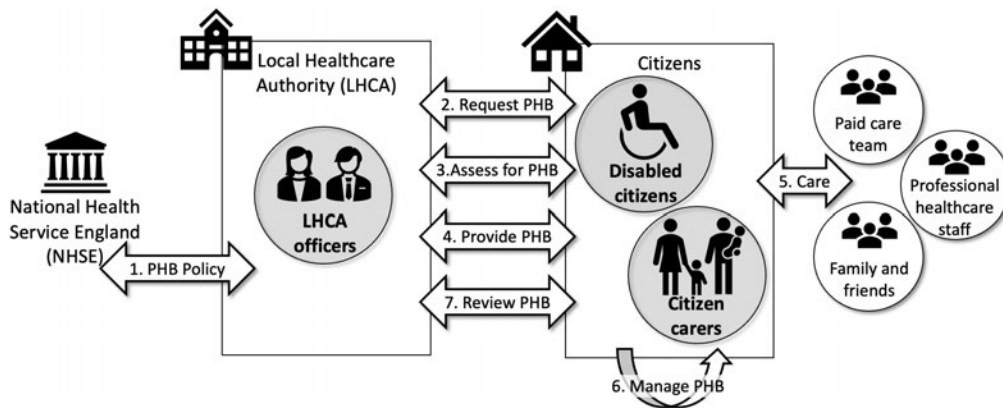 National Health
Service England
(NHSE)
1. PHB Policy
Local Healthcare
Authority (LHCA)
LHCA
officers
2. Request PHB
3.Assess for PHB
4. Provide PHB
7. Review PHB
Citizens
Disabled
citizens
Citizen
carers
6. Manage PHB
5. Care
Paid care
team
Professional
healthcare
staff
Family and
friends